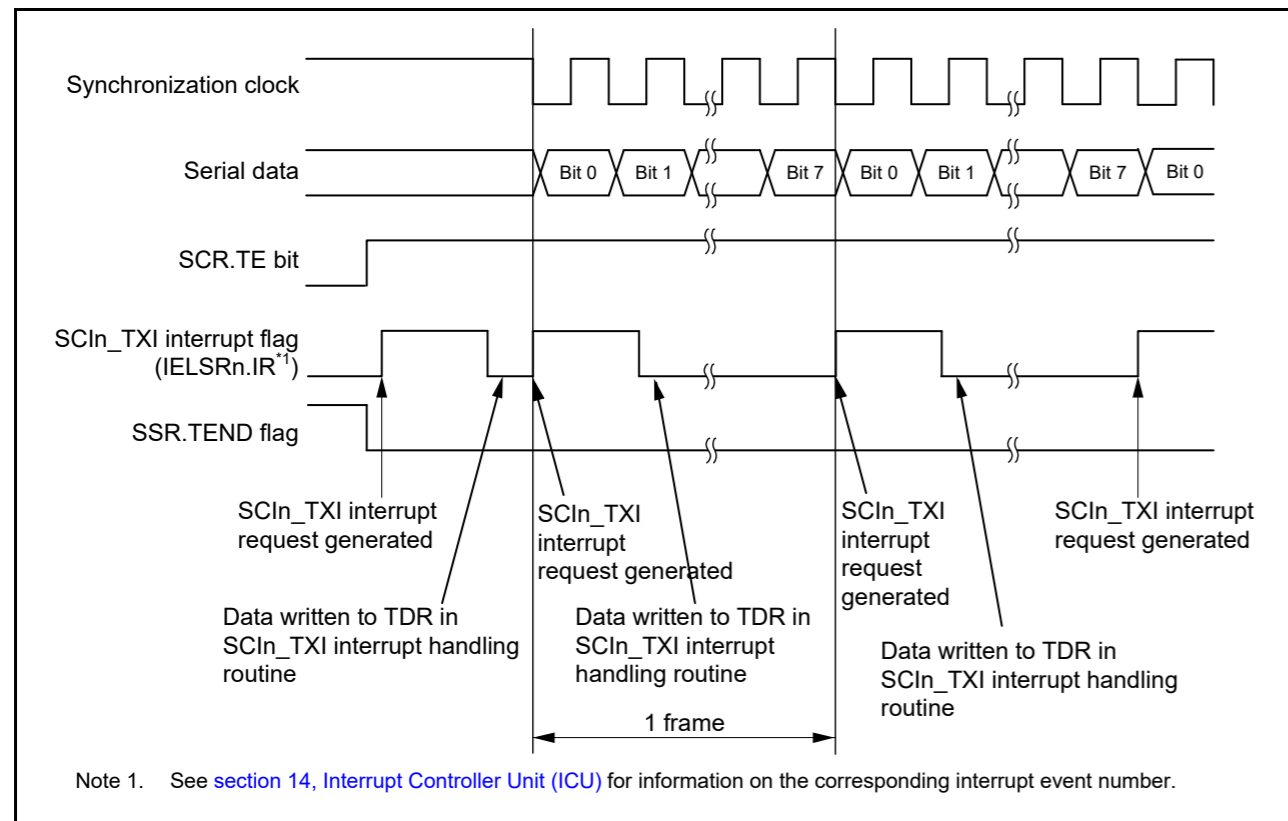 Synchronization clock
Serial data
Bit 0 Bit 1 Bit 7 Bit 0 Bit 1 Bit 7 Bit 0
SCR.TE bit
SCIn_TXI interrupt flag
(IELSRn.IR*1)
SSR.TEND flag
SCIn_TXI interrupt
request generated
SCIn_TXI
interrupt
request generated
SCIn_TXI
interrupt
request
generated
SCIn_TXI interrupt
request generated
Data written to TDR in
SCIn_TXI interrupt handling
routine
Data written to TDR in
SCIn_TXI interrupt
handling routine
Data written to TDR in
SCIn_TXI interrupt handling
routine
1 frame
Note 1. See section 14, Interrupt Controller Unit (ICU) for information on the corresponding interrupt event number.